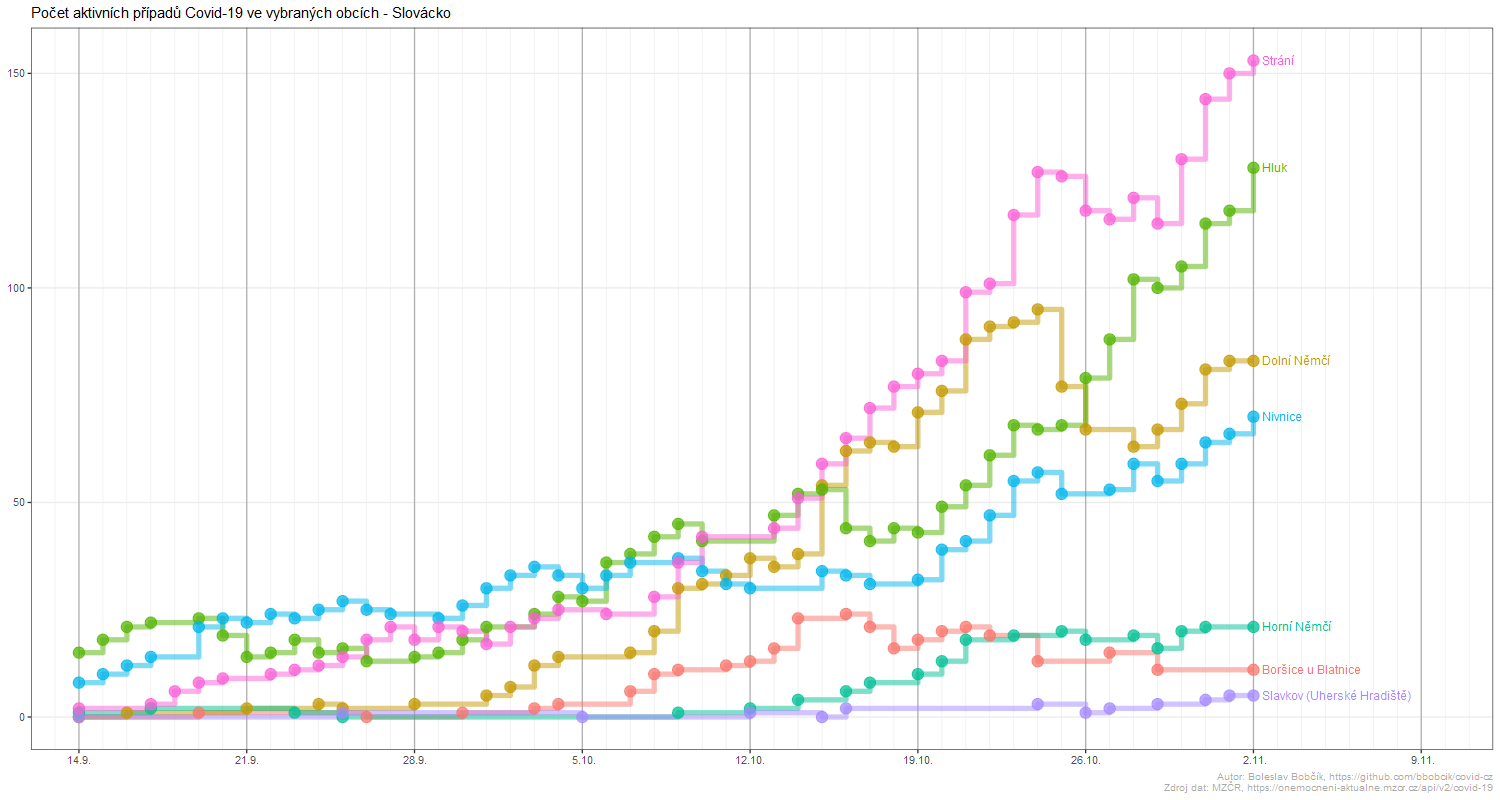 Počet aktivních případů Covid-19 ve vybraných obcích - Slovácko
150
100
50
0
Strání
Hluk
Dolní Němčí
Nivnice
Horní Němčí
Boršice u Blatnice
Slavkov (Uherské Hradiště)
14.9. 21.9. 28.9. 5.10. 12.10. 19.10. 26.10. 2.11. 9.11.
Autor: Boleslav Bobčík, https://github.com/bbobcik/covid-cz
Zdroj dat: MZČR, https://onemocneni-aktualne.mzcr.cz/api/v2/covid-19